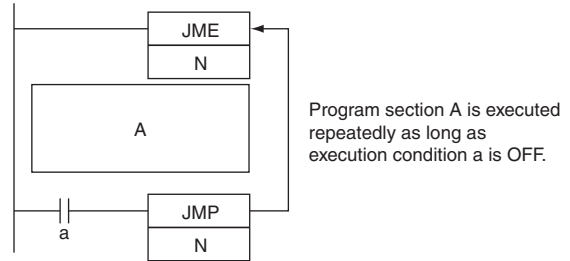 JME
N
A
Program section A is executed
repeatedly as long as
execution condition a is OFF.
JMP
a
N